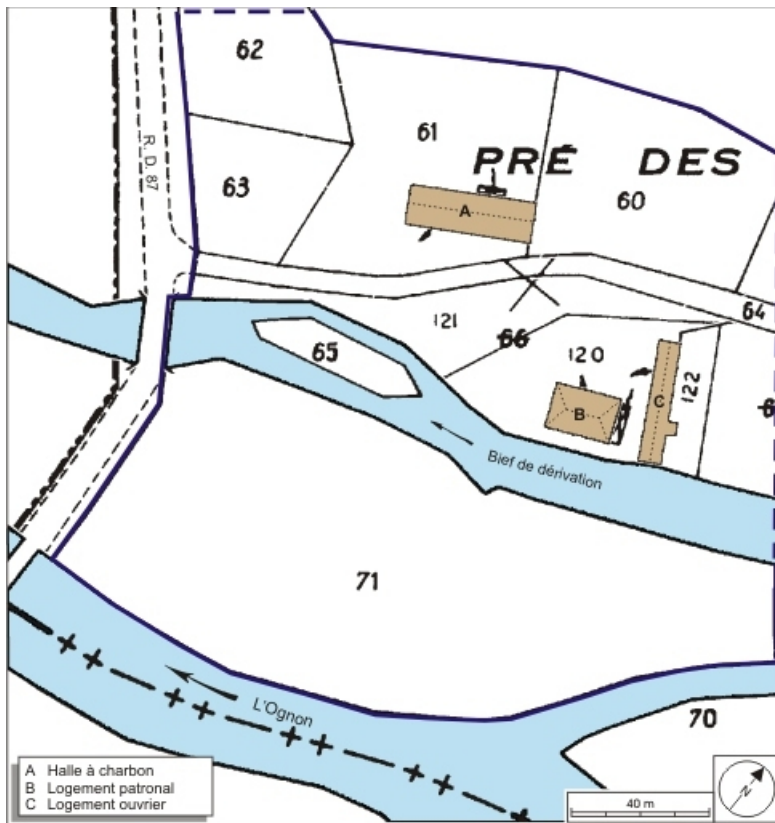 62
61
R. D. 87
PRÉ DES
63
60
A
64
121
66
65
120
122
C
B
6
Bief de dérivation
71
L'Ognon
70
A Halle à charbon
B Logement patronal
C Logement ouvrier
40 m
N